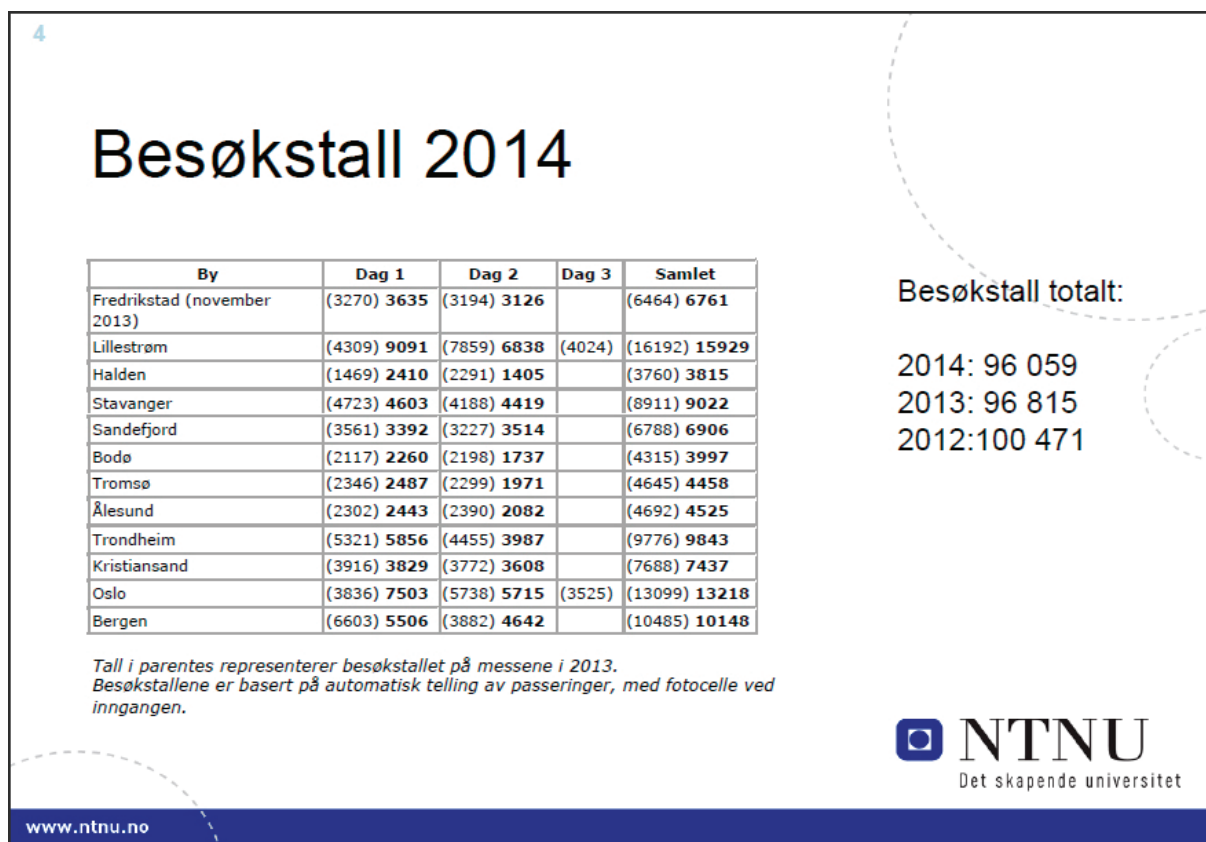 4
Besøkstall 2014
By Dag 1 Dag 2 Dag 3 Samlet
Fredrikstad (november
2013) (3270) 3635 (3194) 3126 (6464) 6761
Lillestrøm (4309) 9091 (7859) 6838 (4024) (16192) 15929
Halden (1469) 2410 (2291) 1405 (3760) 3815
Stavanger (4723) 4603 (4188) 4419 (8911) 9022
Sandefjord (3561) 3392 (3227) 3514 (6788) 6906
Bodø (2117) 2260 (2198) 1737 (4315) 3997
Tromsø (2346) 2487 (2299) 1971 (4645) 4458
Ålesund (2302) 2443 (2390) 2082 (4692) 4525
Trondheim (5321) 5856 (4455) 3987 (9776) 9843
Kristiansand (3916) 3829 (3772) 3608 (7688) 7437
Oslo (3836) 7503 (5738) 5715 (3525) (13099) 13218
Bergen (6603) 5506 (3882) 4642 (10485) 10148
Tall i parentes representerer besøkstallet på messene i 2013.
Besøkstallene er basert på automatisk telling av passeringer, med fotocelle ved
inngangen.
Besøkstall totalt:
2014: 96 059
2013: 96 815
2012:100 471
NTNU
Det skapende universitet
www.ntnu.no